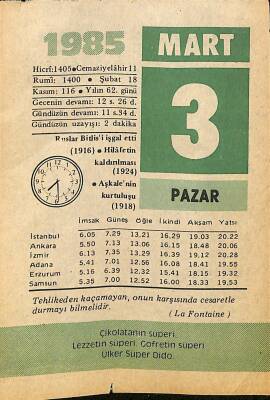 1985
MART
3
PAZAR
Hicrî:1405•Cemaziyelâhir 11
Rumî: 1400 • Şubat 18
Kasım: 116 • Yılın 62. günü
Gecenin devamı: 12 s. 26 d.
Gündüzün devamı: 11 s.34 d.
Gündüzün uzayışı: 2 dakika
Ruslar Bitlis'i işgal etti
(1916) • Hilâfetin
kaldırılması
(1924)
• Aşkale'nin
kurtuluşu
(1918)
İmsak Güneş Öğle İkindi Akşam Yatsı
İstanbul 6.05 7.29 13.21 16.29 19.03 20.22
Ankara 5.50 7.13 13.06 16.15 18.48 20.06
İzmir 6.13 7.35 13.29 16.39 19.12 20.28
Adana 5.41 7.01 12.56 16.08 18.41 19.55
Erzurum 5.16 6.39 12.32 15.41 18.15 19.32
Samsun 5.35 7.00 12.52 16.00 18.33 19.53
Tehlikeden kaçamayan, onun karşısında cesaretle
durmayı bilmelidir.
( La Fontaine )
Çikolatanın süperi.
Lezzetin süperi. Gofretin süperi
Ülker Süper Dido.